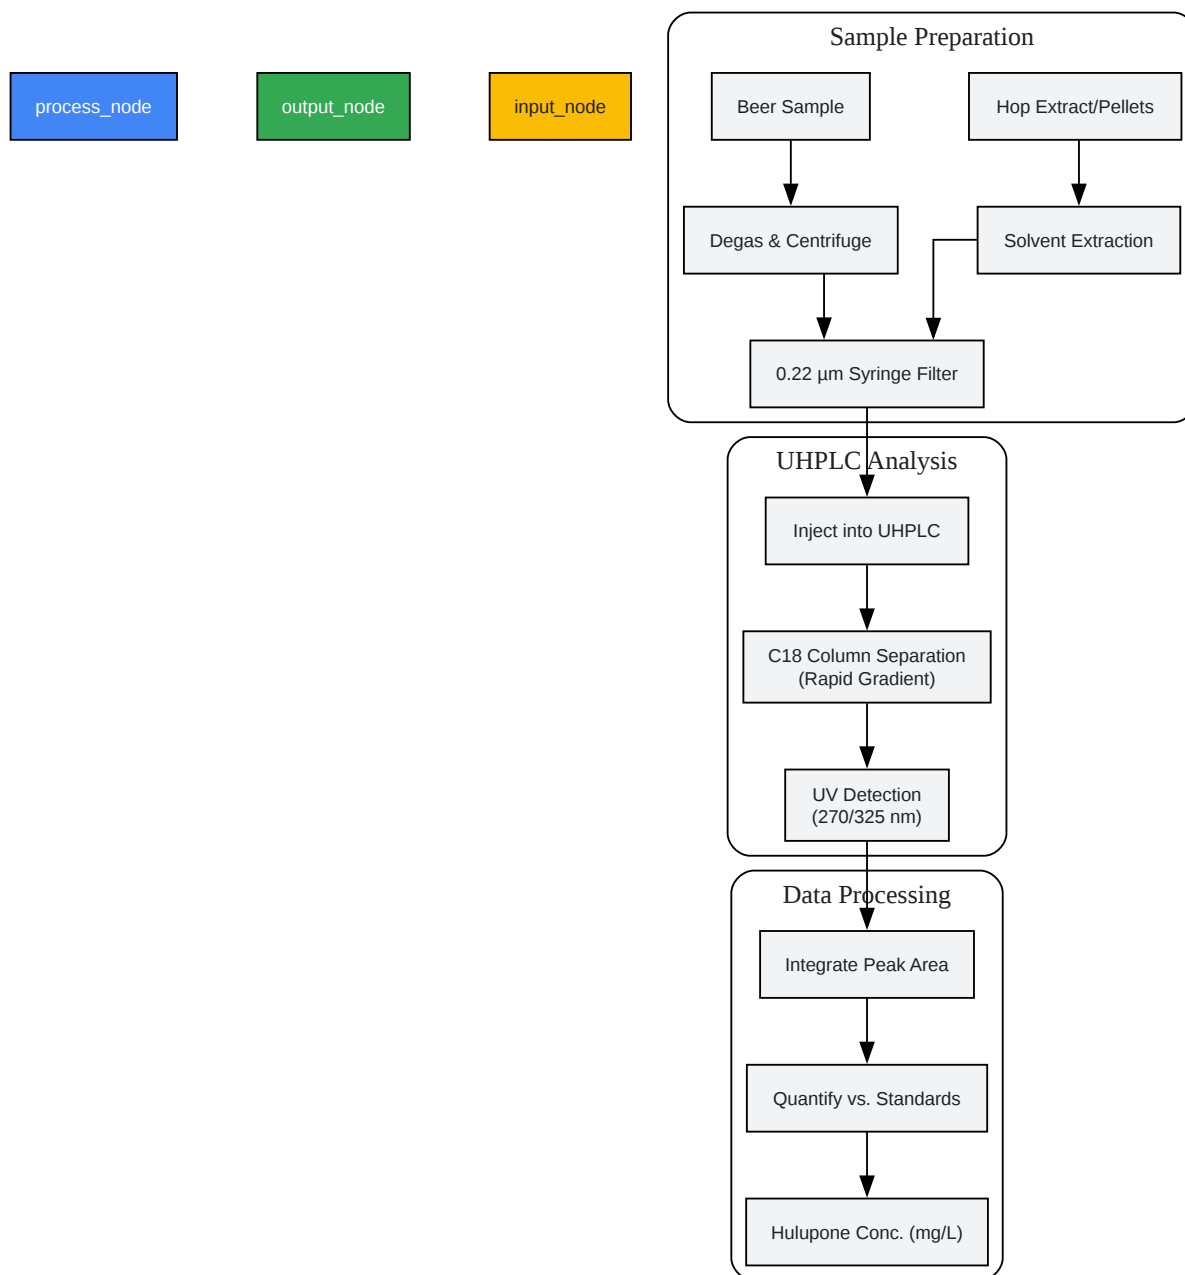 Sample Preparation
process_node
output_node
input_node
Beer Sample
Hop Extract/Pellets
Degas & Centrifuge
Solvent Extraction
0.22 µm Syringe Filter
UHPLC Analysis
Inject into UHPLC
C18 Column Separation
(Rapid Gradient)
UV Detection
(270/325 nm)
Data Processing
Integrate Peak Area
Quantify vs. Standards
Hulupone Conc. (mg/L)